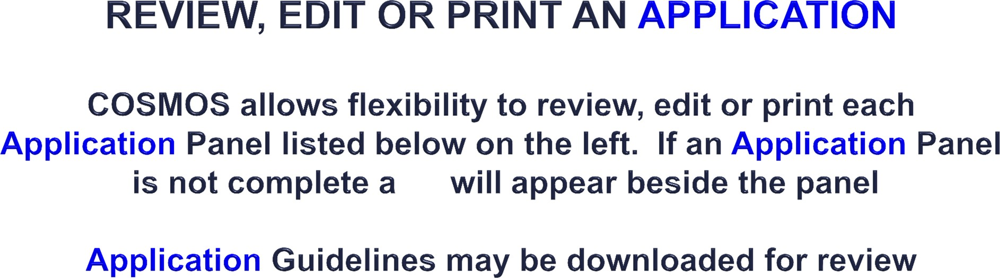 REVIEW, EDIT OR PRINT AN APPLICATION
COSMOS allows flexibility to review, edit or print each
Application Panel listed below on the left.  If an Application Panel
is not complete a      will appear beside the panel
Application Guidelines may be downloaded for review